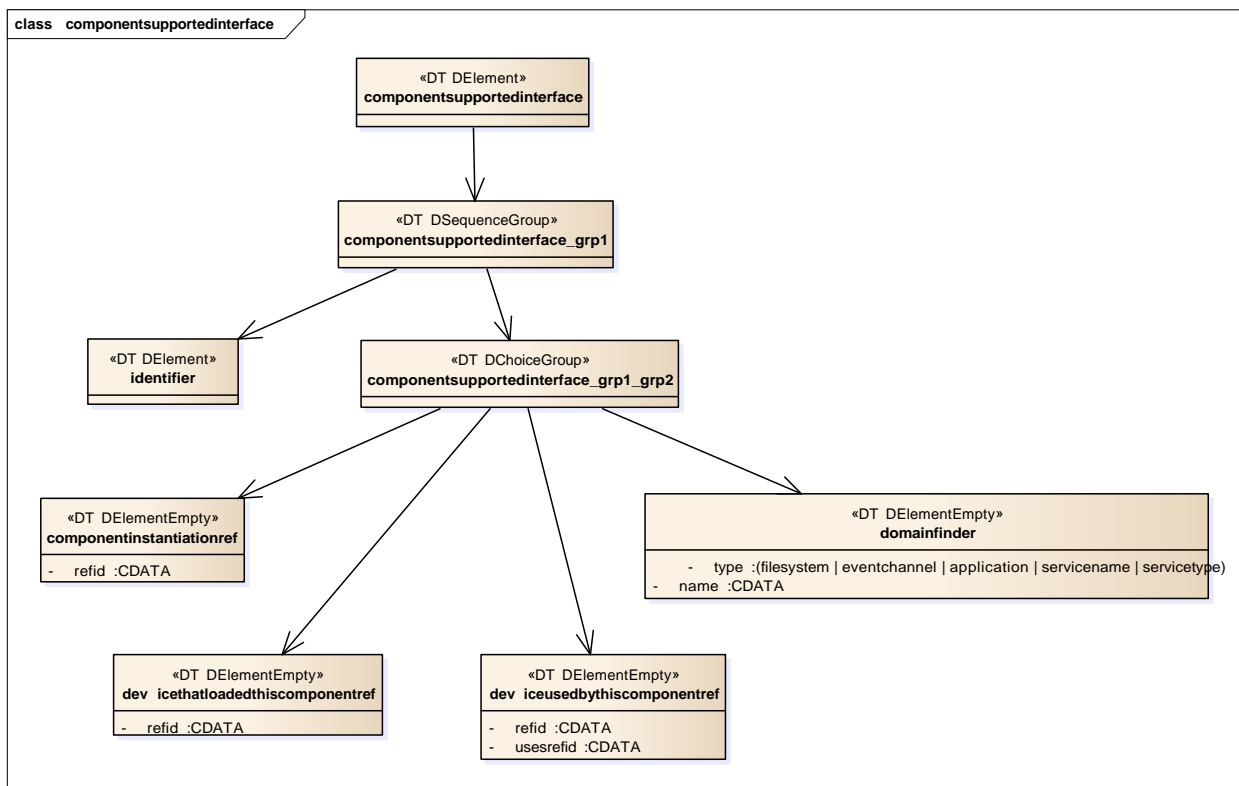 class componentsupportedinterface
«DT DElement»
componentsupportedinterface
«DT DSequenceGroup»
componentsupportedinterface_grp1
«DT DElement»
identifier
«DT DChoiceGroup»
componentsupportedinterface_grp1_grp2
«DT DElementEmpty»
componentinstantiationref
- refid :CDATA
«DT DElementEmpty»
domainfinder
- type :(filesystem | eventchannel | application | servicename | servicetype)
- name :CDATA
«DT DElementEmpty»
dev icethatloadedthiscomponentref
- refid :CDATA
«DT DElementEmpty»
dev iceusedbythiscomponentref
- refid :CDATA
- usesrefid :CDATA